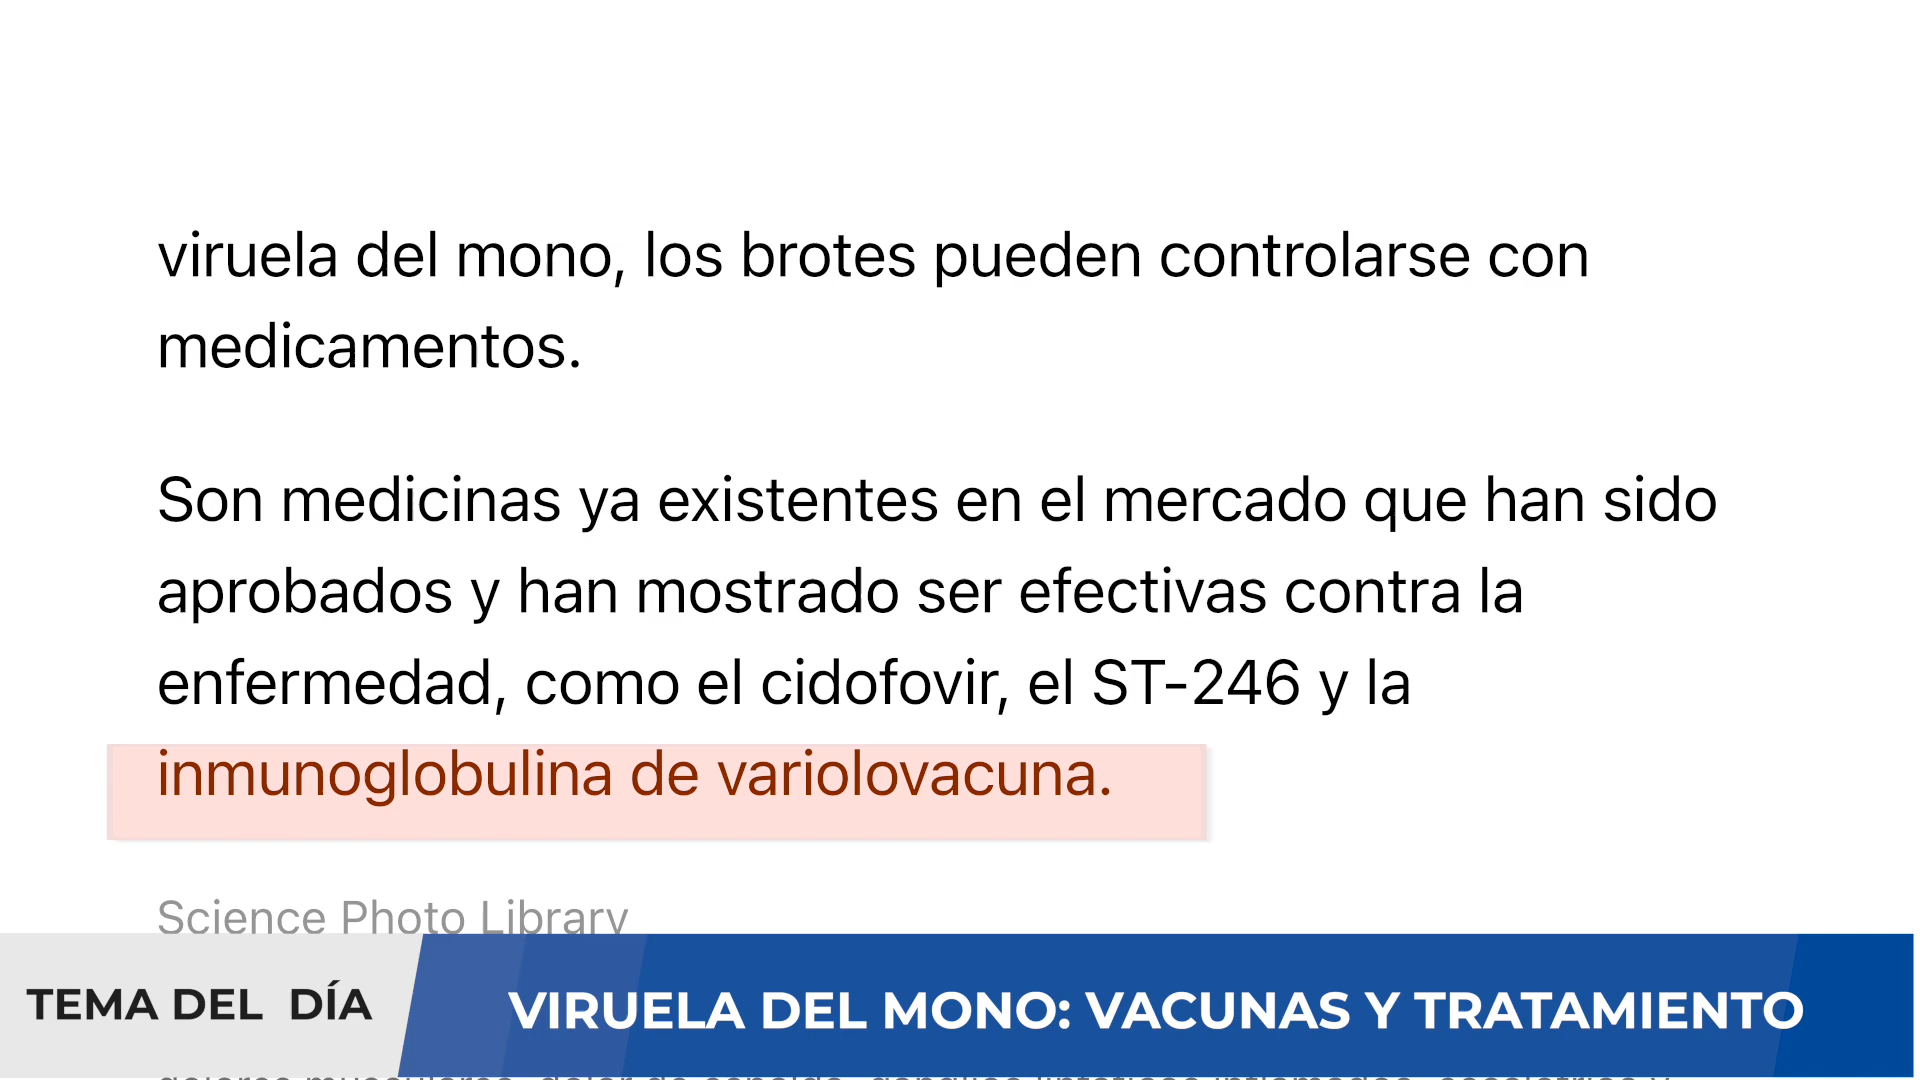 viruela del mono, los brotes pueden controlarse con
medicamentos.
Son medicinas ya existentes en el mercado que han sido
aprobados y han mostrado ser efectivas contra la
enfermedad, como el cidofovir, el ST-246 y la
inmunoglobulina de variolovacuna.
Science Photo Library
TEMA DEL DÍA
VIRUELA DEL MONO: VACUNAS Y TRATAMIENTO